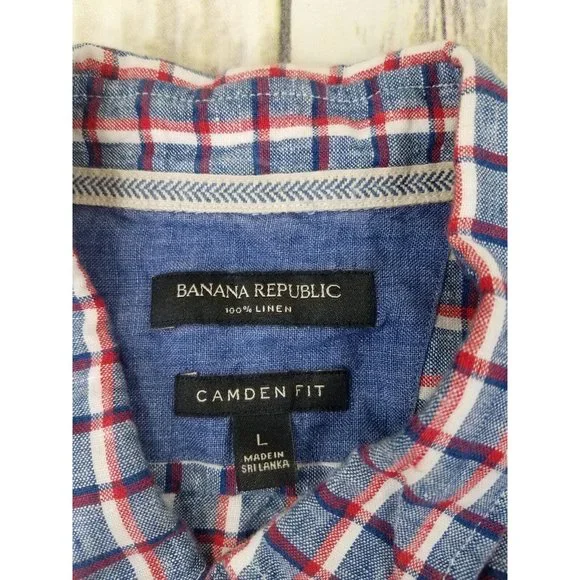 BANANA REPUBLIC
100% LINEN
CAMDEN FIT
L
MADE IN
SRI LANKA